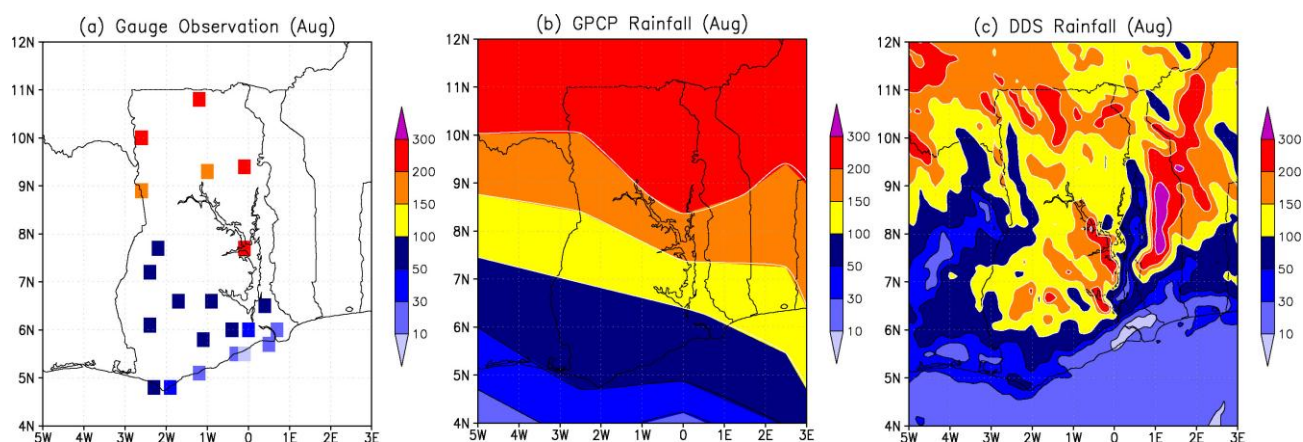 (a) Gauge Observation (Aug)
12N
11N
10N
9N
8N
7N
6N
5N
4N
5W 4W 3W 2W 1W 0 1E 2E 3E
300
200
150
100
50
30
10
(b) GPCP Rainfall (Aug)
12N
11N
10N
9N
8N
7N
6N
5N
4N
5W 4W 3W 2W 1W 0 1E 2E 3E
300
200
150
100
50
30
10
(c) DDS Rainfall (Aug)
12N
11N
10N
9N
8N
7N
6N
5N
4N
5W 4W 3W 2W 1W 0 1E 2E 3E
300
200
150
100
50
30
10